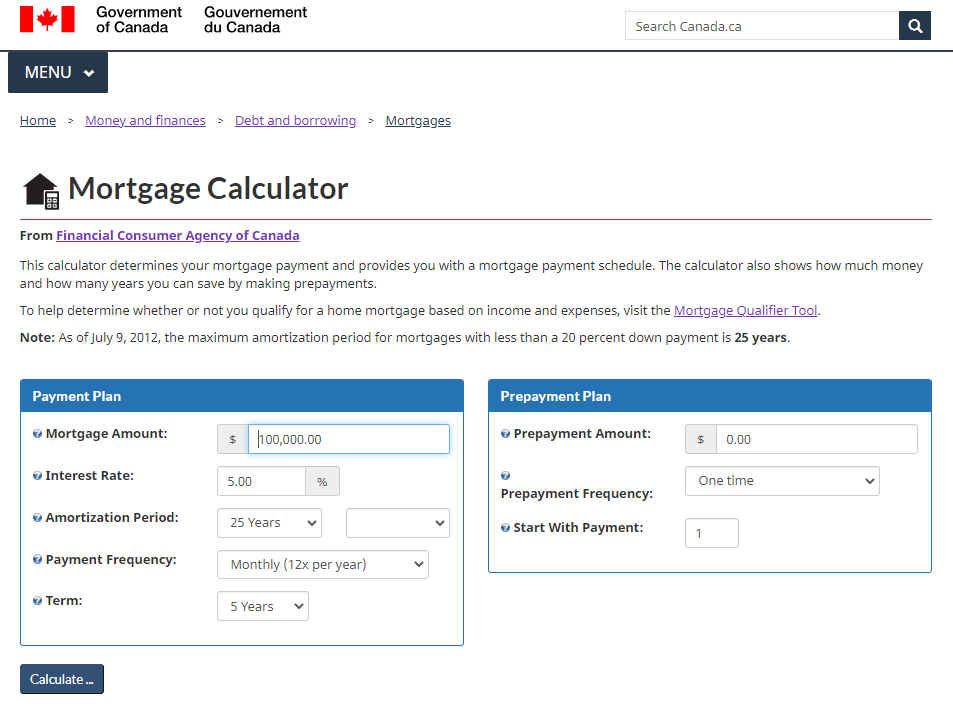 Government of Canada
Gouvernement du Canada
Search Canada.ca
MENU
Home > Money and finances > Debt and borrowing > Mortgages
Mortgage Calculator
From Financial Consumer Agency of Canada
This calculator determines your mortgage payment and provides you with a mortgage payment schedule. The calculator also shows how much money
and how many years you can save by making prepayments.
To help determine whether or not you qualify for a home mortgage based on income and expenses, visit the Mortgage Qualifier Tool.
Note: As of July 9, 2012, the maximum amortization period for mortgages with less than a 20 percent down payment is 25 years.
Payment Plan
Mortgage Amount: $ 100,000.00
Interest Rate: 5.00 %
Amortization Period: 25 Years
Payment Frequency: Monthly (12x per year)
Term: 5 Years
Prepayment Plan
Prepayment Amount: $ 0.00
Prepayment Frequency: One time
Start With Payment: 1
Calculate ...